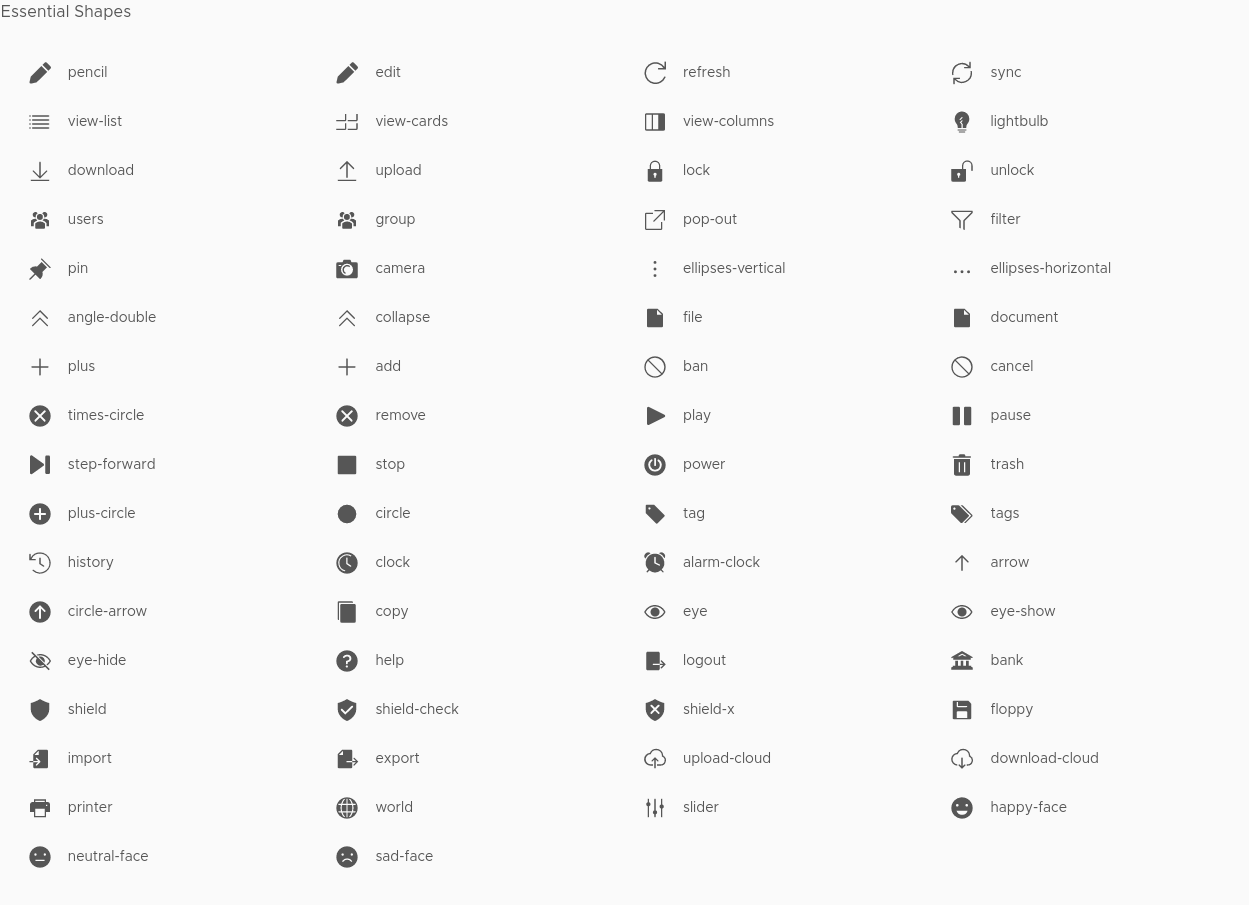 Essential Shapes
pencil edit refresh sync
view-list view-cards view-columns lightbulb
download upload lock unlock
users group pop-out filter
pin camera ellipses-vertical ellipses-horizontal
angle-double collapse file document
plus add ban cancel
times-circle remove play pause
step-forward stop power trash
plus-circle circle tag tags
history clock alarm-clock arrow
circle-arrow copy eye eye-show
eye-hide help logout bank
shield shield-check shield-x floppy
import export upload-cloud download-cloud
printer world slider happy-face
neutral-face sad-face